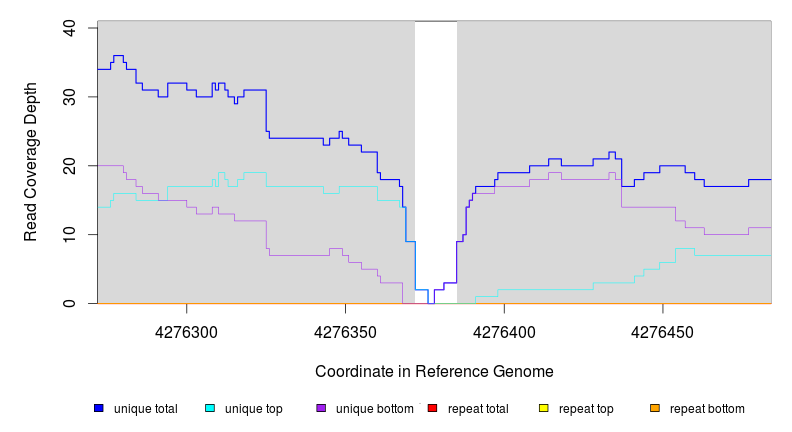 Read Coverage Depth
40
30
20
10
0
4276300 4276350 4276400 4276450
Coordinate in Reference Genome
unique total unique top unique bottom repeat total repeat top repeat bottom